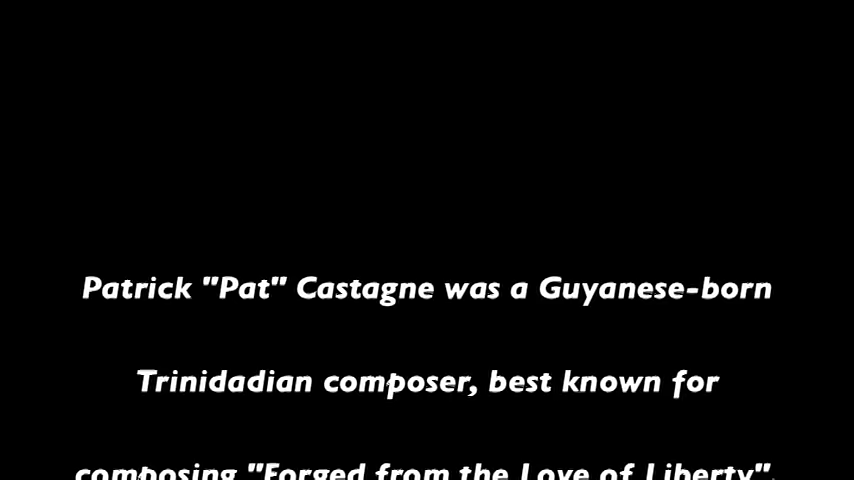 Patrick "Pat" Castagne was a Guyanese-born
Trinidadian composer, best known for
composing "Forged from the Love of Liberty",